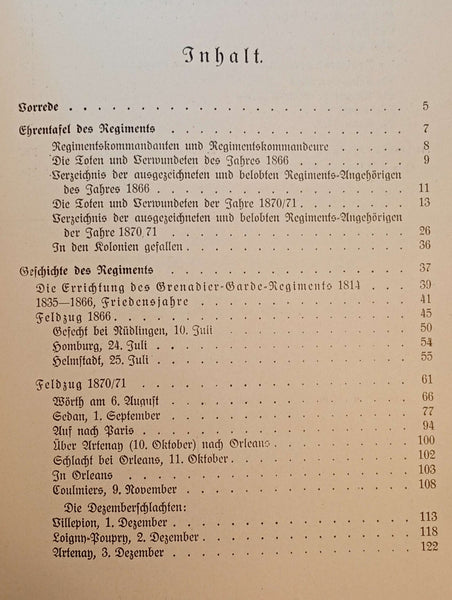 Inhalt.
Vorrede . . . . . . . . . . . . . . . . . . 5
Ehrentafel des Regiments . . . . . . . . . . . . 7
Regimentskommandanten und Regimentskommandeure . . . 8
Die Toten und Verwundeten des Jahres 1866 . . . . . 9
Verzeichnis der ausgezeichneten und belobten Regiments-Angehörigen
des Jahres 1866 . . . . . . . . . . . . . . 11
Die Toten und Verwundeten der Jahre 1870/71 . . . . . 13
Verzeichnis der ausgezeichneten und belobten Regiments-Angehörigen
der Jahre 1870 71 . . . . . . . . . . . . . 26
In den Kolonien gefallen . . . . . . . . . . . . 36
Geschichte des Regiments . . . . . . . . . . . . 37
Die Errichtung des Grenadier-Garde-Regiments 1814 . . . 39
1835—1866, Friedensjahre . . . . . . . . . . . . 41
Feldzug 1866 . . . . . . . . . . . . . . . . 45
Gefecht bei Nüdlingen, 10. Juli . . . . . . . . . . 50
Homburg, 24. Juli . . . . . . . . . . . . . . 54
Helmstadt, 25. Juli . . . . . . . . . . . . . . 55
Feldzug 1870/71 . . . . . . . . . . . . . . . 61
Wörth am 6. August . . . . . . . . . . . . . 66
Sedan, 1. September . . . . . . . . . . . . . 77
Auf nach Paris . . . . . . . . . . . . . . . 94
Über Artenay (10. Oktober) nach Orleans . . . . . . . 100
Schlacht bei Orleans, 11. Oktober . . . . . . . . . 102
In Orleans . . . . . . . . . . . . . . . . 103
Coulmiers, 9. November . . . . . . . . . . . . 108
Die Dezemberschlachten:
Villepion, 1. Dezember . . . . . . . . . . . . 113
Loigny-Poupry, 2. Dezember . . . . . . . . . . 118
Artenay, 3. Dezember . . . . . . . . . . . . . 122